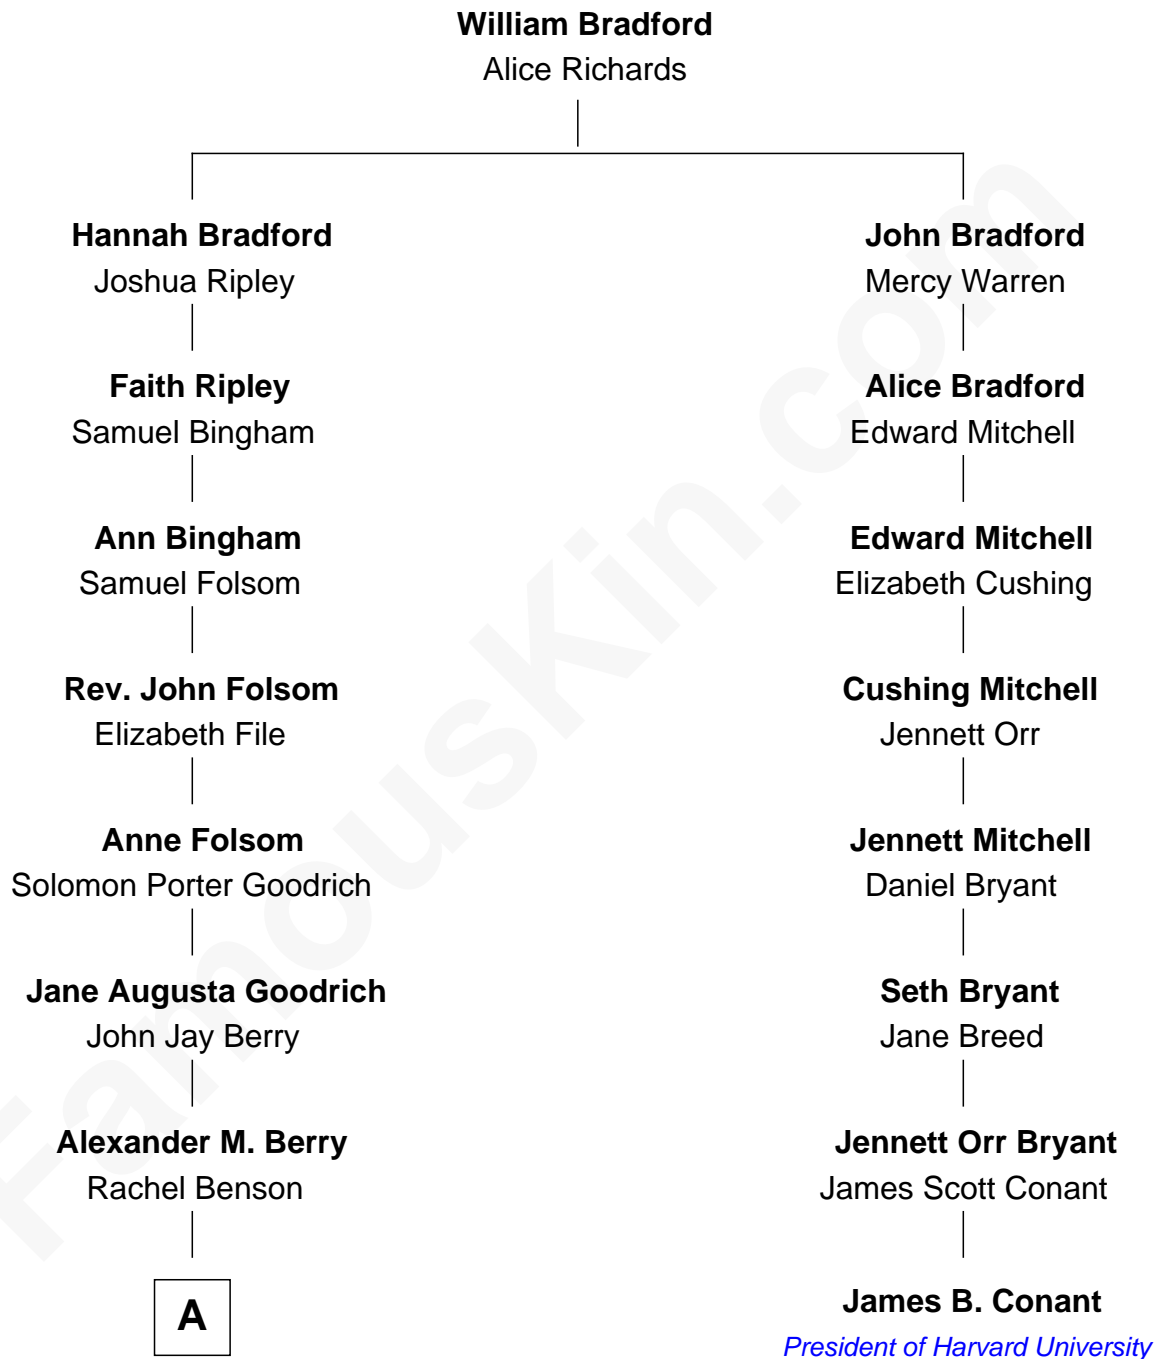 William Bradford
Alice Richards
Hannah Bradford
Joshua Ripley
John Bradford
Mercy Warren
Faith Ripley
Samuel Bingham
Alice Bradford
Edward Mitchell
Ann Bingham
Samuel Folsom
Edward Mitchell
Elizabeth Cushing
Rev. John Folsom
Elizabeth File
Cushing Mitchell
Jennett Orr
Anne Folsom
Solomon Porter Goodrich
Jennett Mitchell
Daniel Bryant
Jane Augusta Goodrich
John Jay Berry
Seth Bryant
Jane Breed
Alexander M. Berry
Rachel Benson
Jennett Orr Bryant
James Scott Conant
A
James B. Conant
President of Harvard University
FamousKin.com